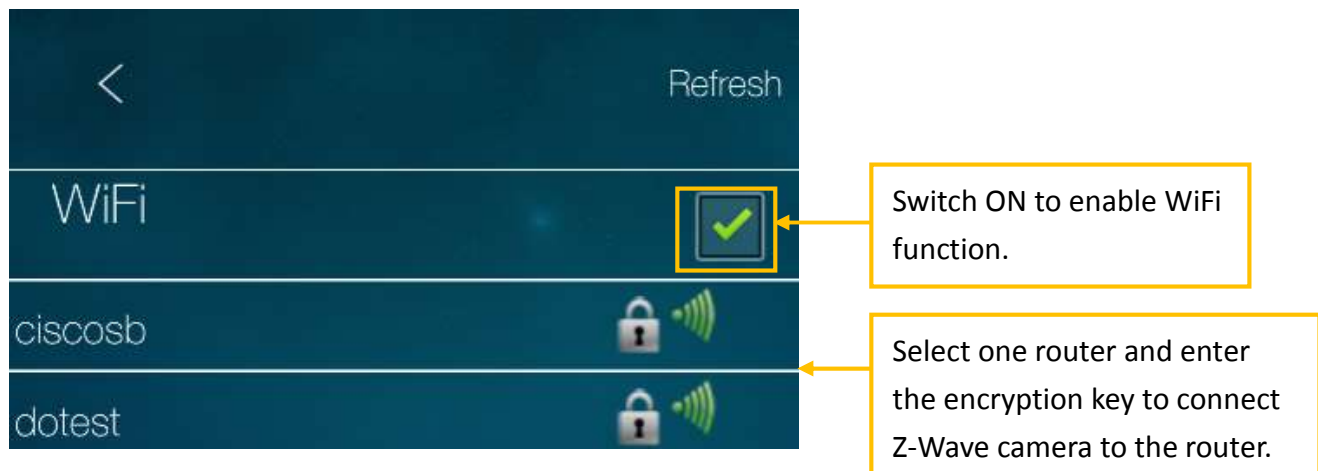 <
Refresh
WiFi
Switch ON to enable WiFi
function.
ciscosb
dotest
Select one router and enter
the encryption key to connect
Z-Wave camera to the router.